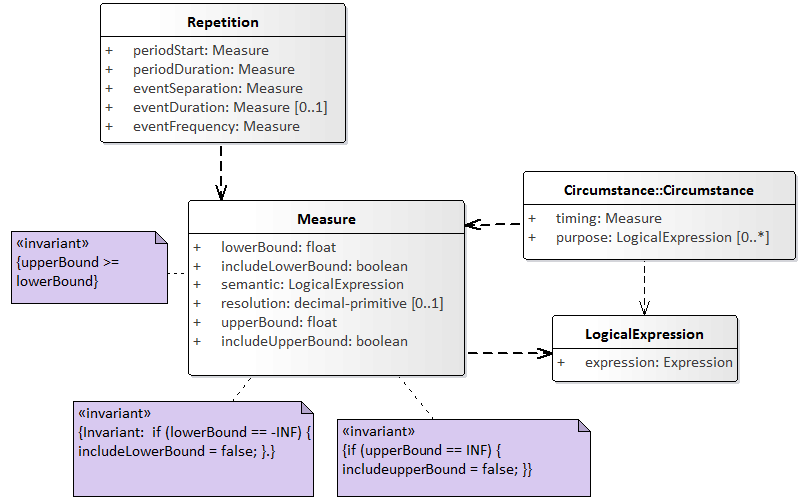 Repetition
+ periodStart: Measure
+ periodDuration: Measure
+ eventSeparation: Measure
+ eventDuration: Measure [0..1]
+ eventFrequency: Measure
Circumstance::Circumstance
+ timing: Measure
+ purpose: LogicalExpression [0..*]
Measure
+ lowerBound: float
+ includeLowerBound: boolean
+ semantic: LogicalExpression
+ resolution: decimal-primitive [0..1]
+ upperBound: float
+ includeUpperBound: boolean
«invariant»
{upperBound >=
lowerBound}
LogicalExpression
+ expression: Expression
«invariant»
{Invariant:  if (lowerBound == -INF) {
includeLowerBound = false; }.}
«invariant»
{if (upperBound == INF) {
includeupperBound = false; }}